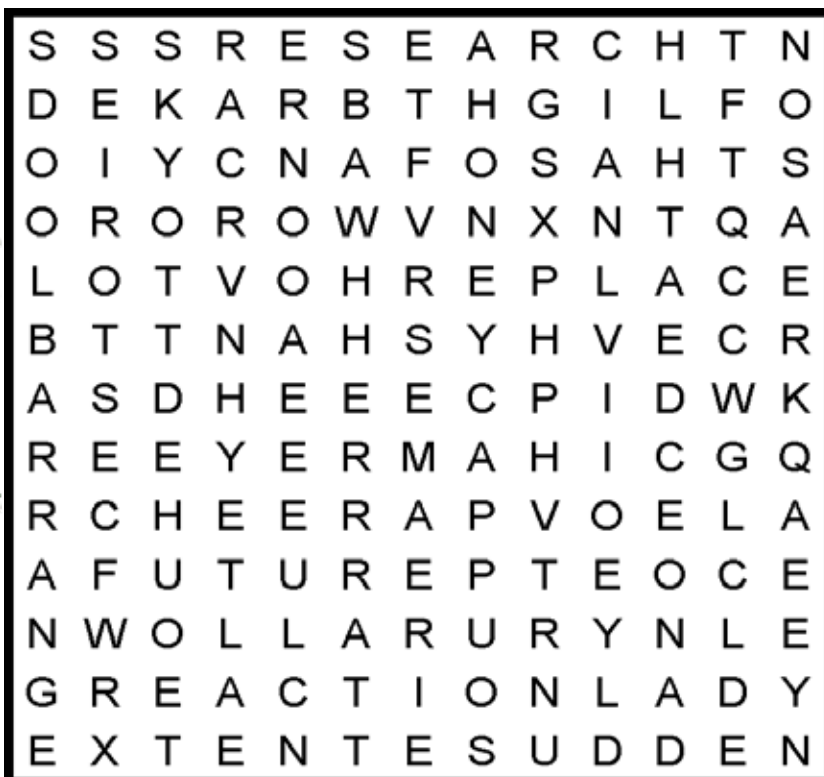 S S S R E S E A R C H T N
D E K A R B T H G I L F O
O I Y C N A F O S A H T S
O R O R O W V N X N T Q A
L O T V O H R E P L A C E
B T T N A H S Y H V E C R
A S D H E E E C P I D W K
R E E Y E R M A H I C G Q
R C H E E R A P V O E L A
A F U T U R E P T E O C E
N W O L L A R U R Y N L E
G R E A C T I O N L A D Y
E X T E N T E S U D D E N